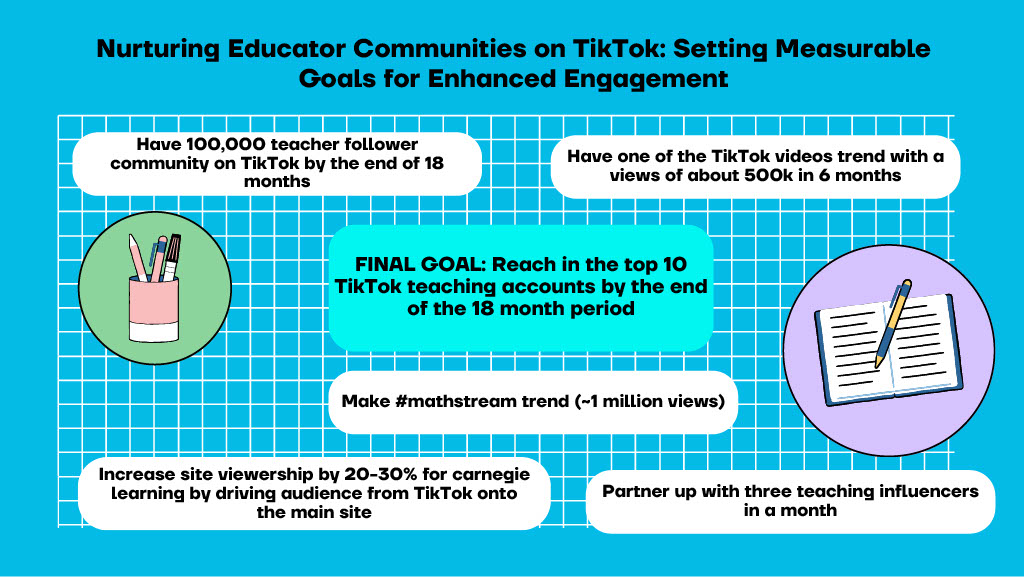 Nurturing Educator Communities on TikTok: Setting Measurable
Goals for Enhanced Engagement
Have 100,000 teacher follower
community on TikTok by the end of 18
months
Have one of the TikTok videos trend with a
views of about 500k in 6 months
FINAL GOAL: Reach in the top 10
TikTok teaching accounts by the end
of the 18 month period
Make #mathstream trend (~1 million views)
Increase site viewership by 20-30% for carnegie
learning by driving audience from TikTok onto
the main site
Partner up with three teaching influencers
in a month